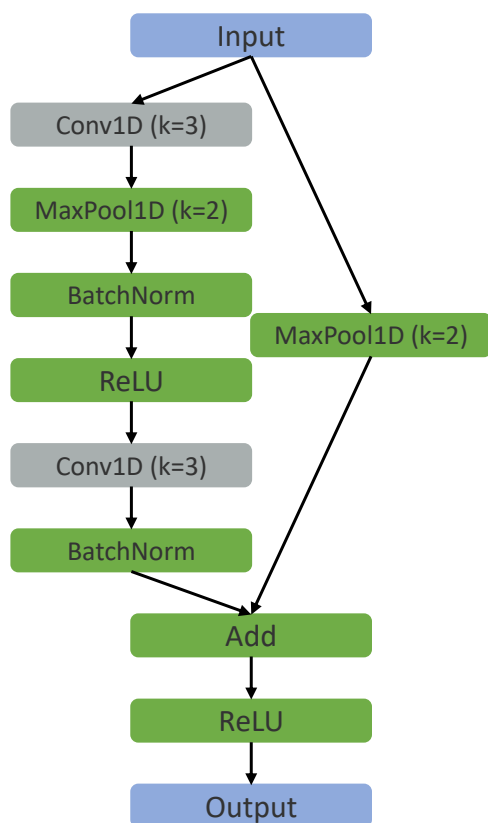 Input
Conv1D (k=3)
MaxPool1D (k=2)
BatchNorm
ReLU
Conv1D (k=3)
BatchNorm
MaxPool1D (k=2)
Add
ReLU
Output